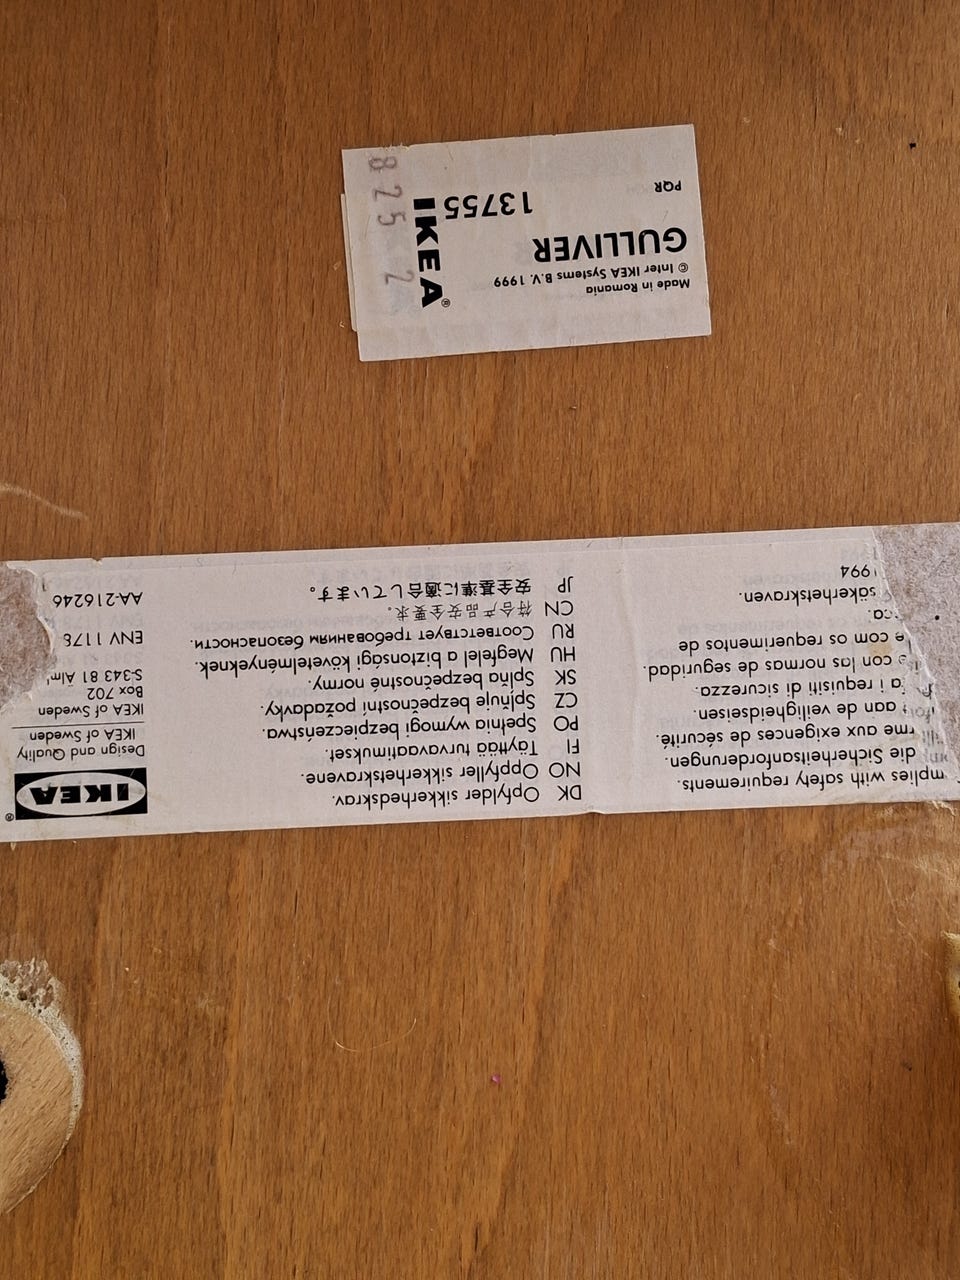 Made in Romania
© Inter IKEA Systems B.V. 1999
GULLIVER
13755
PQR
IKEA®
825 2
IKEA®
Design and Quality
IKEA of Sweden
IKEA of Sweden
Box 702
S-343 81
ENV 1178
AA-216246
DK Opfylder sikkerhedskrav.
NO Oppfyller sikkerhetskravene.
FI Täyttää turvavaatimukset.
PO Spełnia wymogi bezpieczeństwa.
CZ Splňuje bezpečnostní požadavky.
SK Splňa bezpečnostné normy.
HU Megfelel a biztonsági követelményeknek.
RU Соответствует требованиям безопасности.
CN 符合产品安全要求。
JP 安全基準に適合しています。
mplies with safety requirements.
die Sicherheitsanforderungen.
rme aux exigences de sécurité.
aan de veiligheidseisen.
i requisiti di sicurezza.
con las normas de seguridad.
com os requerimentos de
säkerhetskraven.
1994